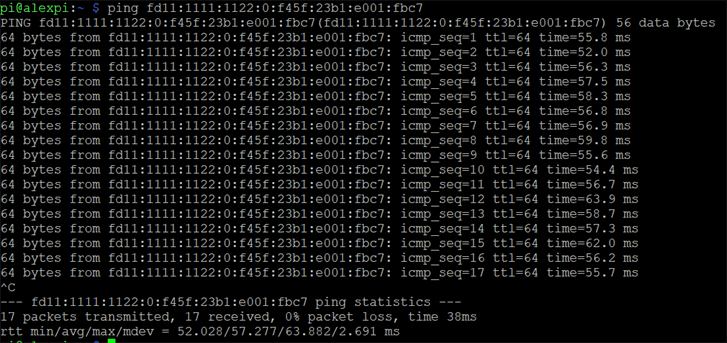 pi@alexpi:~ $ ping fd11:1111:1122:0:f45f:23b1:e001:fbc7
PING fd11:1111:1122:0:f45f:23b1:e001:fbc7(fd11:1111:1122:0:f45f:23b1:e001:fbc7) 56 data bytes
64 bytes from fd11:1111:1122:0:f45f:23b1:e001:fbc7: icmp_seq=1 ttl=64 time=55.8 ms
64 bytes from fd11:1111:1122:0:f45f:23b1:e001:fbc7: icmp_seq=2 ttl=64 time=52.0 ms
64 bytes from fd11:1111:1122:0:f45f:23b1:e001:fbc7: icmp_seq=3 ttl=64 time=56.3 ms
64 bytes from fd11:1111:1122:0:f45f:23b1:e001:fbc7: icmp_seq=4 ttl=64 time=57.5 ms
64 bytes from fd11:1111:1122:0:f45f:23b1:e001:fbc7: icmp_seq=5 ttl=64 time=58.3 ms
64 bytes from fd11:1111:1122:0:f45f:23b1:e001:fbc7: icmp_seq=6 ttl=64 time=56.8 ms
64 bytes from fd11:1111:1122:0:f45f:23b1:e001:fbc7: icmp_seq=7 ttl=64 time=56.9 ms
64 bytes from fd11:1111:1122:0:f45f:23b1:e001:fbc7: icmp_seq=8 ttl=64 time=59.8 ms
64 bytes from fd11:1111:1122:0:f45f:23b1:e001:fbc7: icmp_seq=9 ttl=64 time=55.6 ms
64 bytes from fd11:1111:1122:0:f45f:23b1:e001:fbc7: icmp_seq=10 ttl=64 time=54.4 ms
64 bytes from fd11:1111:1122:0:f45f:23b1:e001:fbc7: icmp_seq=11 ttl=64 time=56.7 ms
64 bytes from fd11:1111:1122:0:f45f:23b1:e001:fbc7: icmp_seq=12 ttl=64 time=63.9 ms
64 bytes from fd11:1111:1122:0:f45f:23b1:e001:fbc7: icmp_seq=13 ttl=64 time=58.7 ms
64 bytes from fd11:1111:1122:0:f45f:23b1:e001:fbc7: icmp_seq=14 ttl=64 time=57.3 ms
64 bytes from fd11:1111:1122:0:f45f:23b1:e001:fbc7: icmp_seq=15 ttl=64 time=62.0 ms
64 bytes from fd11:1111:1122:0:f45f:23b1:e001:fbc7: icmp_seq=16 ttl=64 time=56.2 ms
64 bytes from fd11:1111:1122:0:f45f:23b1:e001:fbc7: icmp_seq=17 ttl=64 time=55.7 ms
^C
--- fd11:1111:1122:0:f45f:23b1:e001:fbc7 ping statistics ---
17 packets transmitted, 17 received, 0% packet loss, time 38ms
rtt min/avg/max/mdev = 52.028/57.277/63.882/2.691 ms